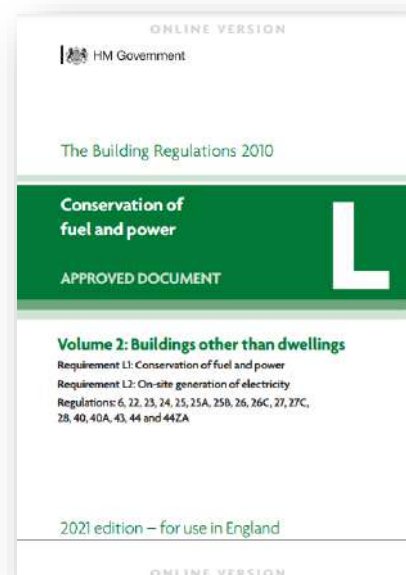 ONLINE VERSION
HM Government
The Building Regulations 2010
Conservation of
fuel and power
L
APPROVED DOCUMENT
Volume 2: Buildings other than dwellings
Requirement L1: Conservation of fuel and power
Requirement L2: On-site generation of electricity
Regulations: 6, 22, 23, 24, 25, 25A, 25B, 26, 26C, 27, 27C,
28, 40, 40A, 43, 44 and 44ZA
2021 edition – for use in England
ONLINE VERSION